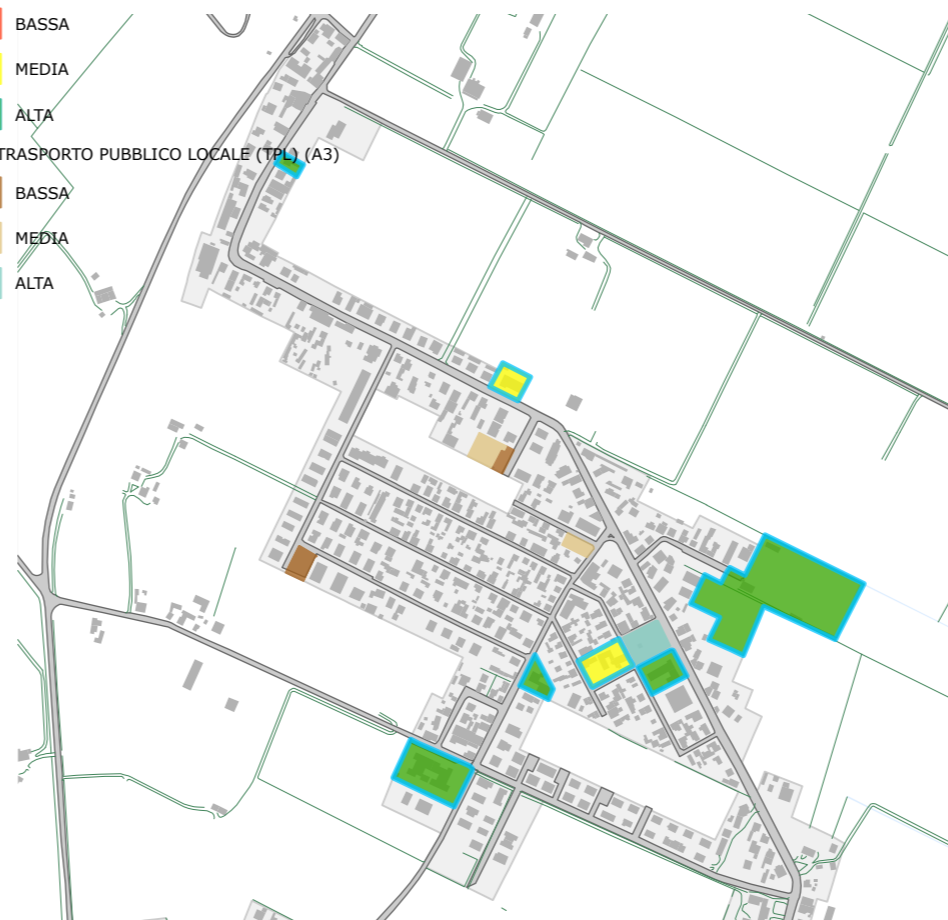 BASSA
MEDIA
ALTA
TRASPORTO PUBBLICO LOCALE (TPL) (A3)
BASSA
MEDIA
ALTA